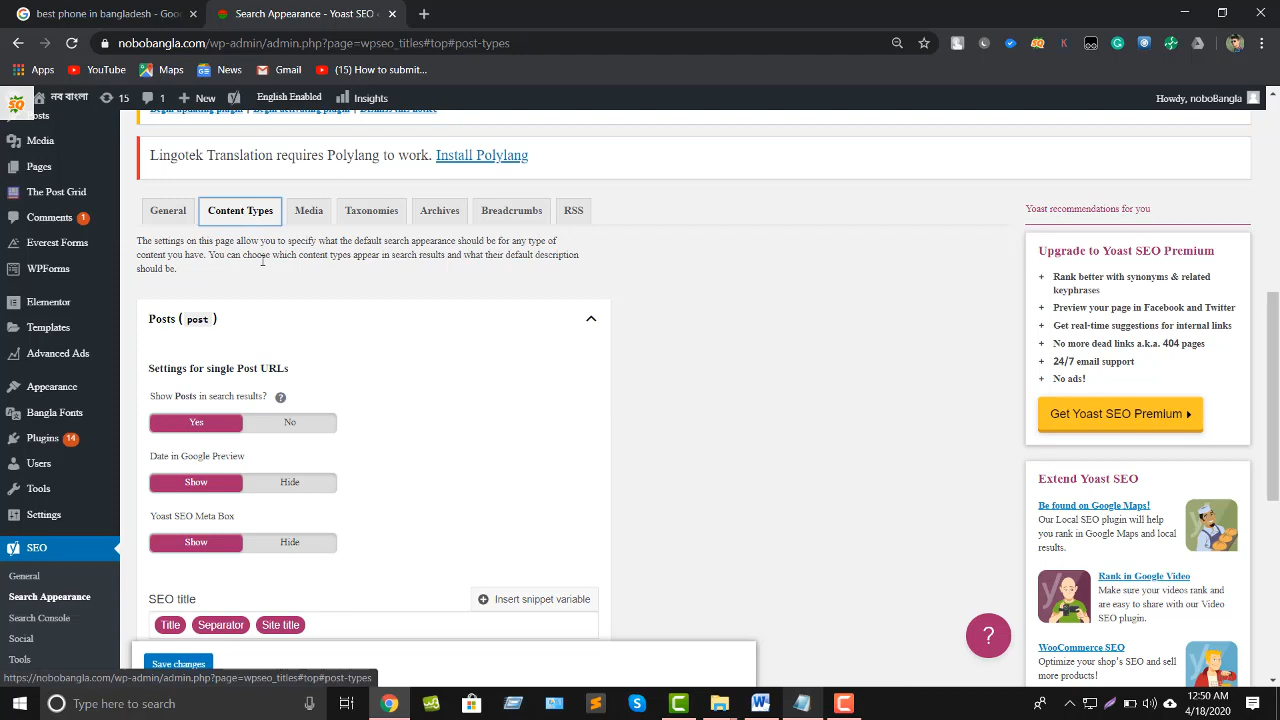 best phone in bangladesh - Goog
Search Appearance - Yoast SEO
nobobangla.com/wp-admin/admin.php?page=wpseo_titles#top#post-types
Apps
YouTube
Maps
News
Gmail
(15) How to submit...
নব বাংলা
15
1
New
English Enabled
Insights
Howdy, noboBangla
Posts
Media
Pages
The Post Grid
Comments 1
Everest Forms
WPForms
Elementor
Templates
Advanced Ads
Appearance
Bangla Fonts
Plugins 14
Users
Tools
Settings
SEO
General
Search Appearance
Search Console
Social
Tools
Begin updating plugin | Begin activating plugin | Dismiss this notice
Lingotek Translation requires Polylang to work. Install Polylang
General
Content Types
Media
Taxonomies
Archives
Breadcrumbs
RSS
The settings on this page allow you to specify what the default search appearance should be for any type of
content you have. You can choose which content types appear in search results and what their default description
should be.
Posts ( post )
Settings for single Post URLs
Show Posts in search results? ?
Yes
No
Date in Google Preview
Show
Hide
Yoast SEO Meta Box
Show
Hide
SEO title
Insert snippet variable
Title
Separator
Site title
Save changes
Yoast recommendations for you
Upgrade to Yoast SEO Premium
+ Rank better with synonyms & related
keyphrases
+ Preview your page in Facebook and Twitter
+ Get real-time suggestions for internal links
+ No more dead links a.k.a. 404 pages
+ 24/7 email support
+ No ads!
Get Yoast SEO Premium
Extend Yoast SEO
Be found on Google Maps!
Our Local SEO plugin will help
you rank in Google Maps and local
results.
Rank in Google Video
Make sure your videos rank and
are easy to share with our Video
SEO plugin.
WooCommerce SEO
Optimize your shop's SEO and sell
more products!
?
https://nobobangla.com/wp-admin/admin.php?page=wpseo_titles#top#post-types
Type here to search
12:50 AM
4/18/2020